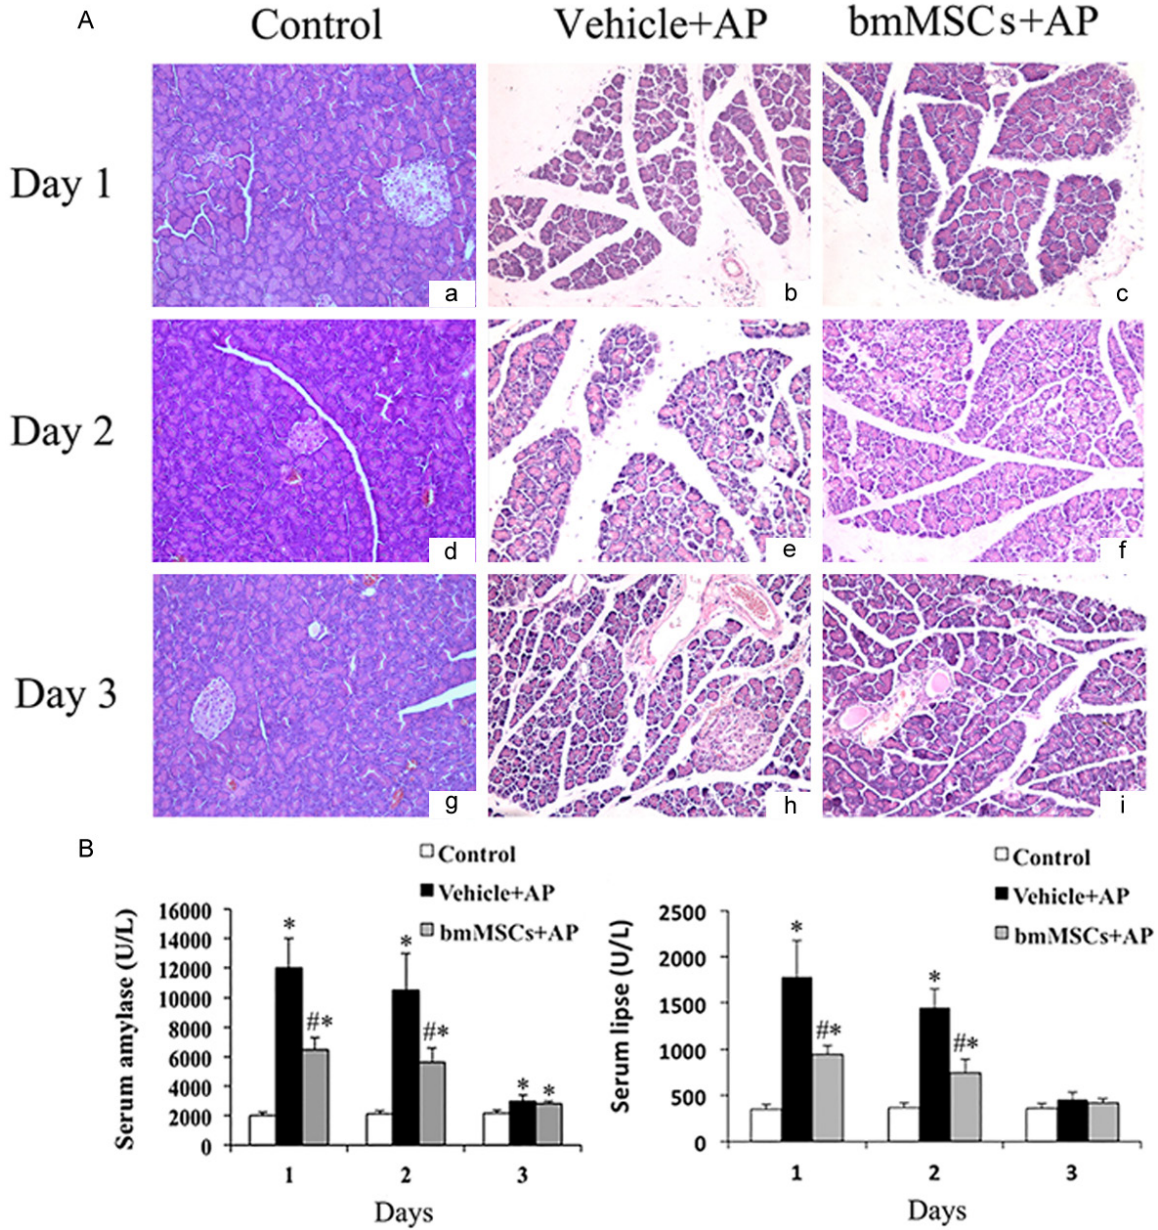 A
Control
Vehicle+AP
bmMSCs+AP
Day 1
a
b
c
Day 2
d
e
f
Day 3
g
h
i
B
Control
Vehicle+AP
bmMSCs+AP
Serum amylase (U/L)
16000
14000
12000
10000
8000
6000
4000
2000
0
*
#*
*
#*
*
*
1
2
3
Days
Control
Vehicle+AP
bmMSCs+AP
Serum lipse (U/L)
2500
2000
1500
1000
500
0
*
#*
*
#*
1
2
3
Days